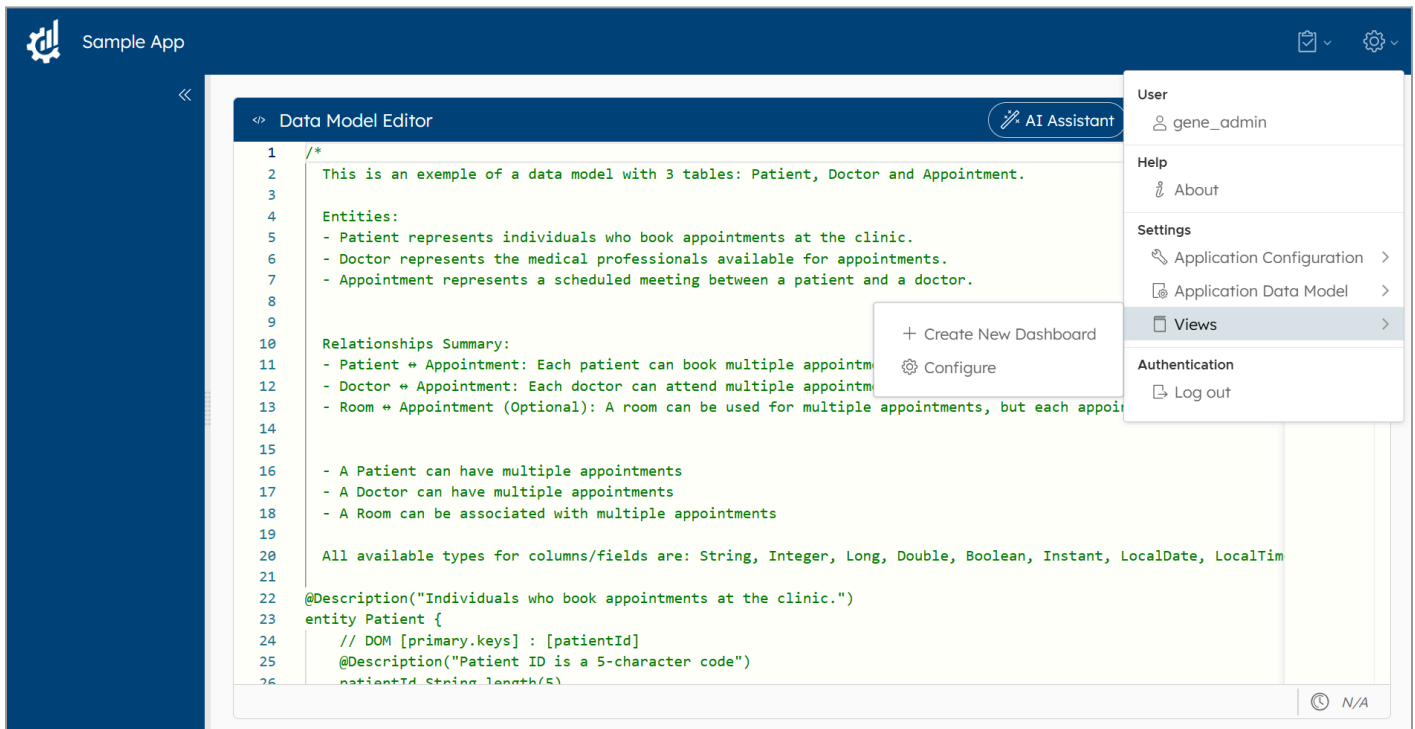 Sample App
</> Data Model Editor
AI Assistant
1 /*
2 This is an exemple of a data model with 3 tables: Patient, Doctor and Appointment.
3
4 Entities:
5 - Patient represents individuals who book appointments at the clinic.
6 - Doctor represents the medical professionals available for appointments.
7 - Appointment represents a scheduled meeting between a patient and a doctor.
8
9
10 Relationships Summary:
11 - Patient ↔ Appointment: Each patient can book multiple appointm
12 - Doctor ↔ Appointment: Each doctor can attend multiple appointme
13 - Room ↔ Appointment (Optional): A room can be used for multiple appointments, but each appoin
14
15
16 - A Patient can have multiple appointments
17 - A Doctor can have multiple appointments
18 - A Room can be associated with multiple appointments
19
20 All available types for columns/fields are: String, Integer, Long, Double, Boolean, Instant, LocalDate, LocalTim
21
22 @Description("Individuals who book appointments at the clinic.")
23 entity Patient {
24 // DOM [primary.keys] : [patientId]
25 @Description("Patient ID is a 5-character code")
26 patientId String length(5)
N/A
User
gene_admin
Help
About
Settings
Application Configuration
Application Data Model
Views
Authentication
Log out
Create New Dashboard
Configure